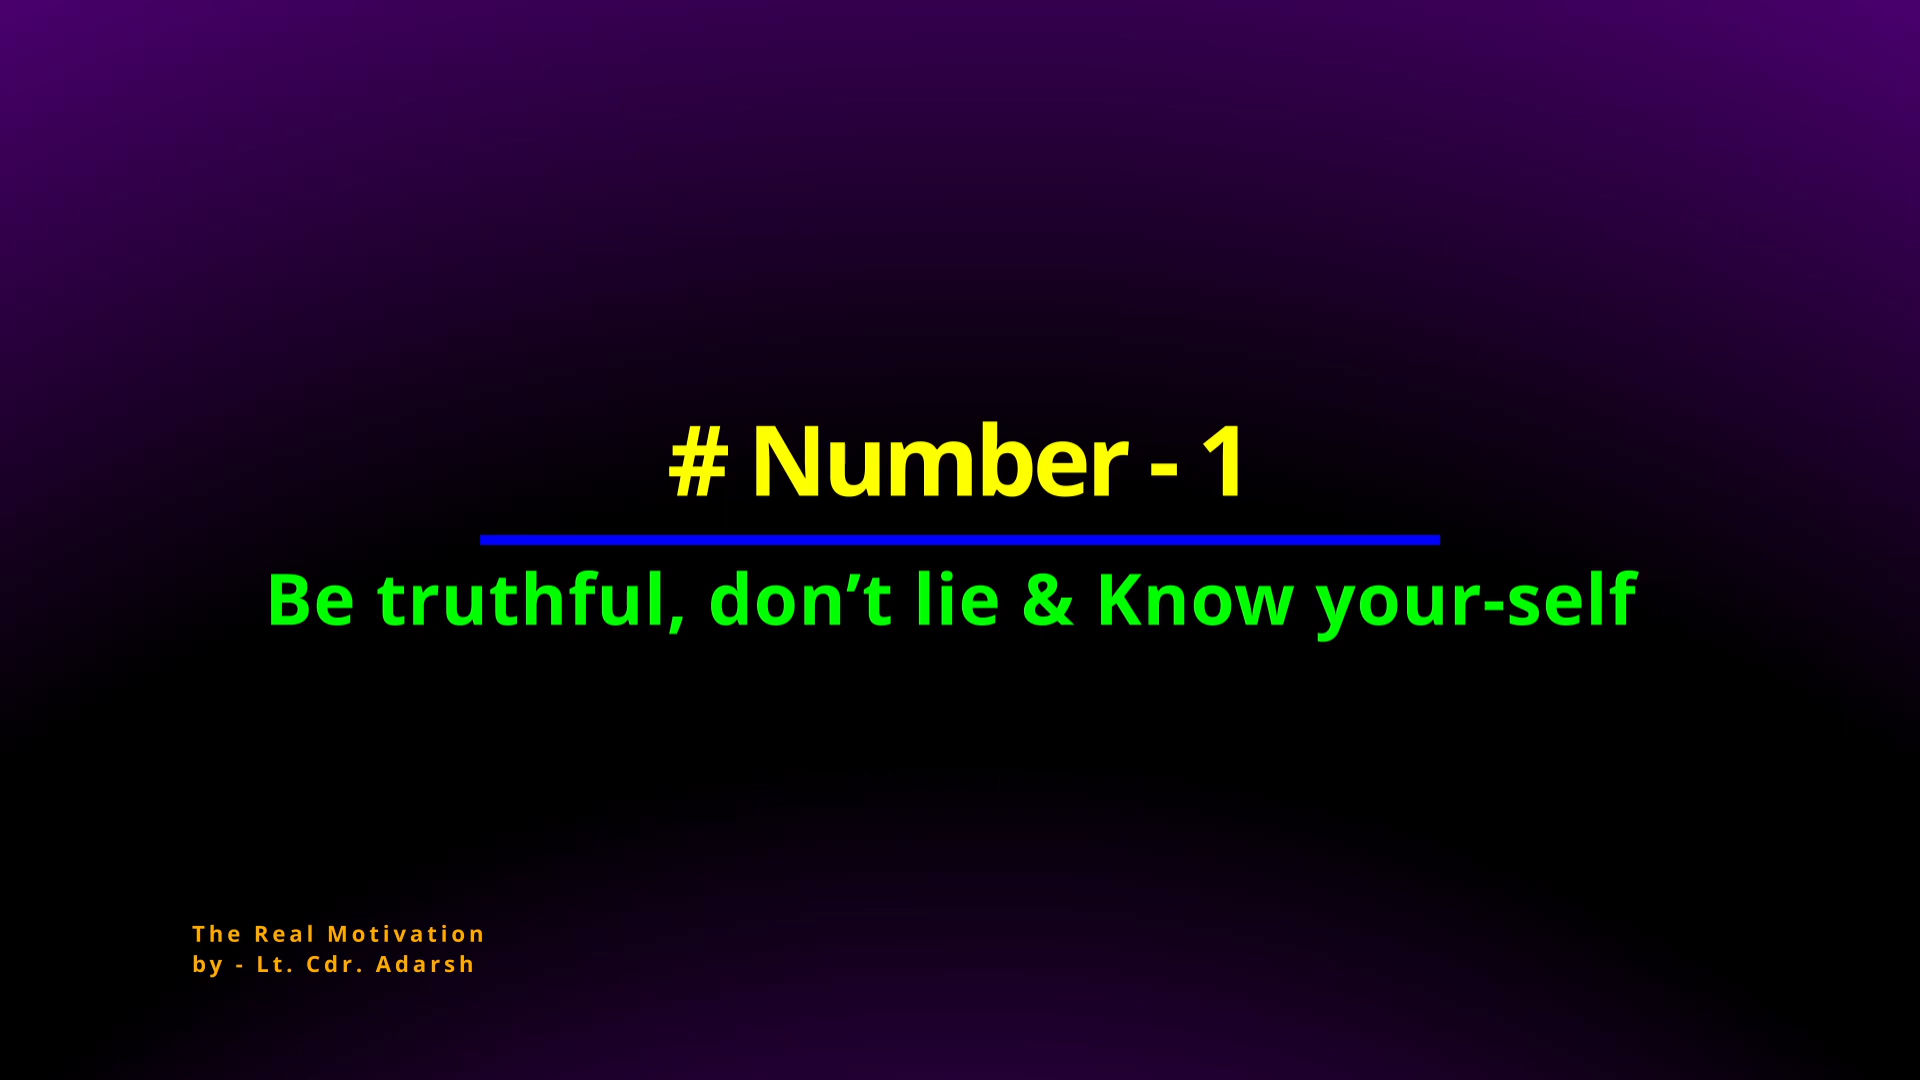 # Number - 1
Be truthful, don’t lie & Know your-self
The Real Motivation
by - Lt. Cdr. Adarsh